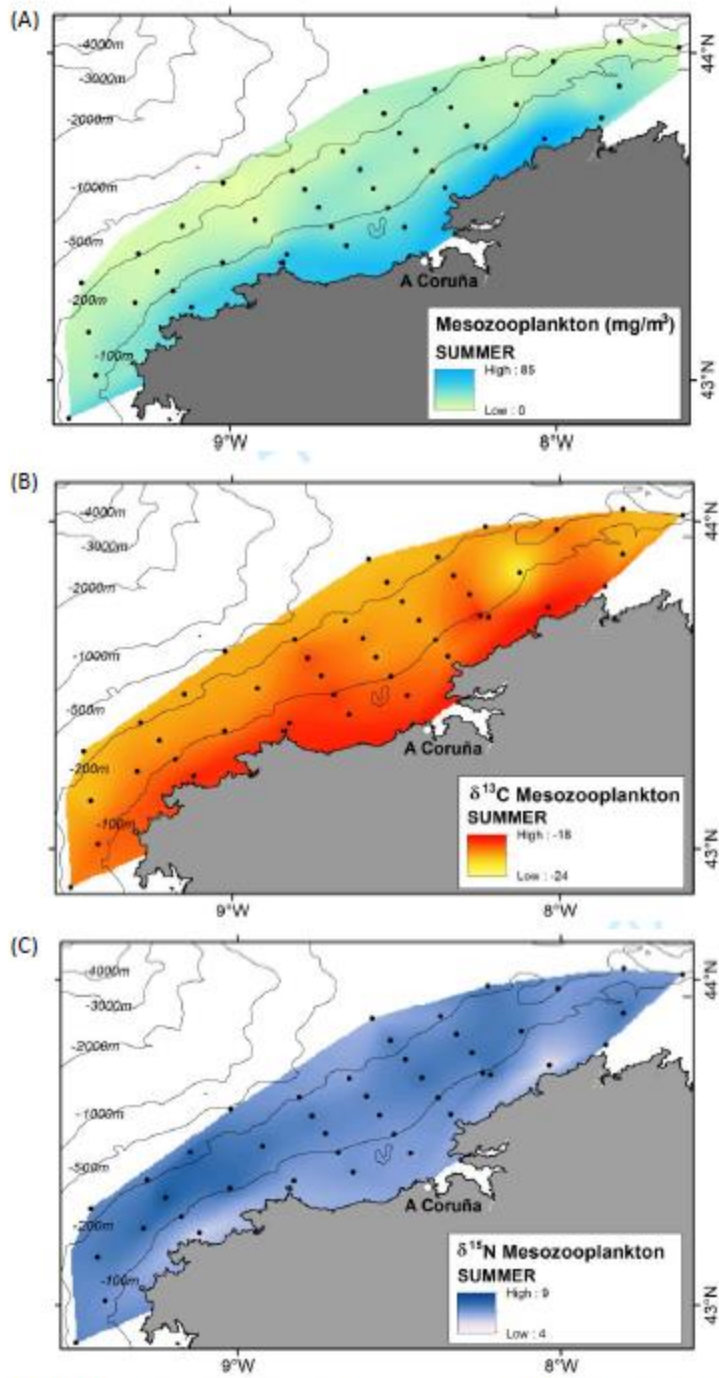 (A)
-4000m
-3000m
-2000m
-1000m
-500m
-200m
-100m
A Coruña
Mesozooplankton (mg/m³)
SUMMER
High : 85
Low : 0
44°N
43°N
9°W
8°W
(B)
-4000m
-3000m
-2000m
-1000m
-500m
-200m
-100m
A Coruña
δ¹³C Mesozooplankton
SUMMER
High : -18
Low : -24
44°N
43°N
9°W
8°W
(C)
-4000m
-3000m
-2000m
-1000m
-500m
-200m
-100m
A Coruña
δ¹⁵N Mesozooplankton
SUMMER
High : 9
Low : 4
44°N
43°N
9°W
8°W